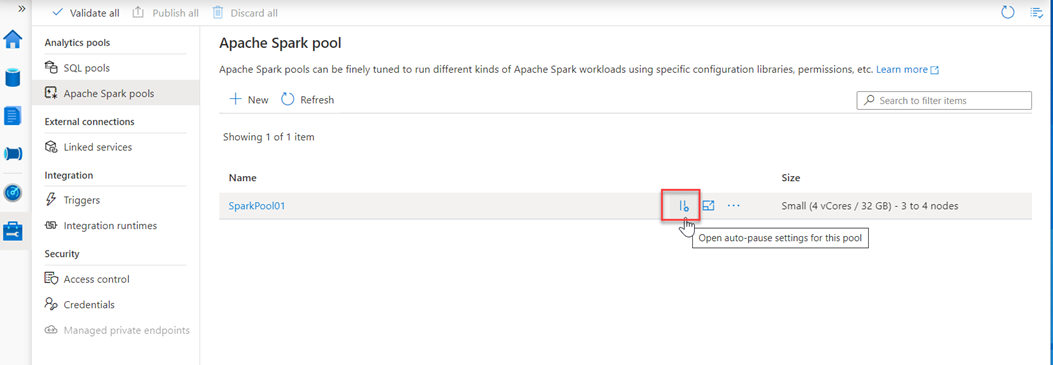 »
Validate all
Publish all
Discard all
Analytics pools
SQL pools
Apache Spark pools
External connections
Linked services
Integration
Triggers
Integration runtimes
Security
Access control
Credentials
Managed private endpoints
Apache Spark pool
Apache Spark pools can be finely tuned to run different kinds of Apache Spark workloads using specific configuration libraries, permissions, etc. Learn more
New
Refresh
Search to filter items
Showing 1 of 1 item
Name
Size
SparkPool01
...
Small (4 vCores / 32 GB) - 3 to 4 nodes
Open auto-pause settings for this pool